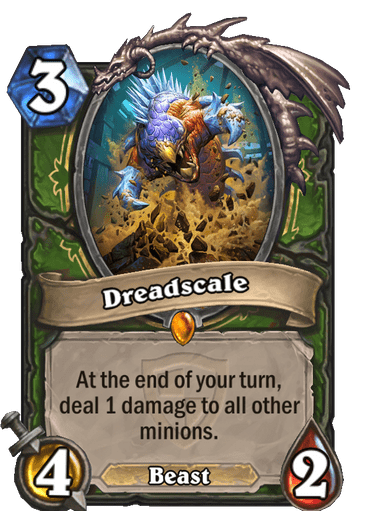 3
Dreadscale
At the end of your turn,
deal 1 damage to all other
minions.
4
Beast
2